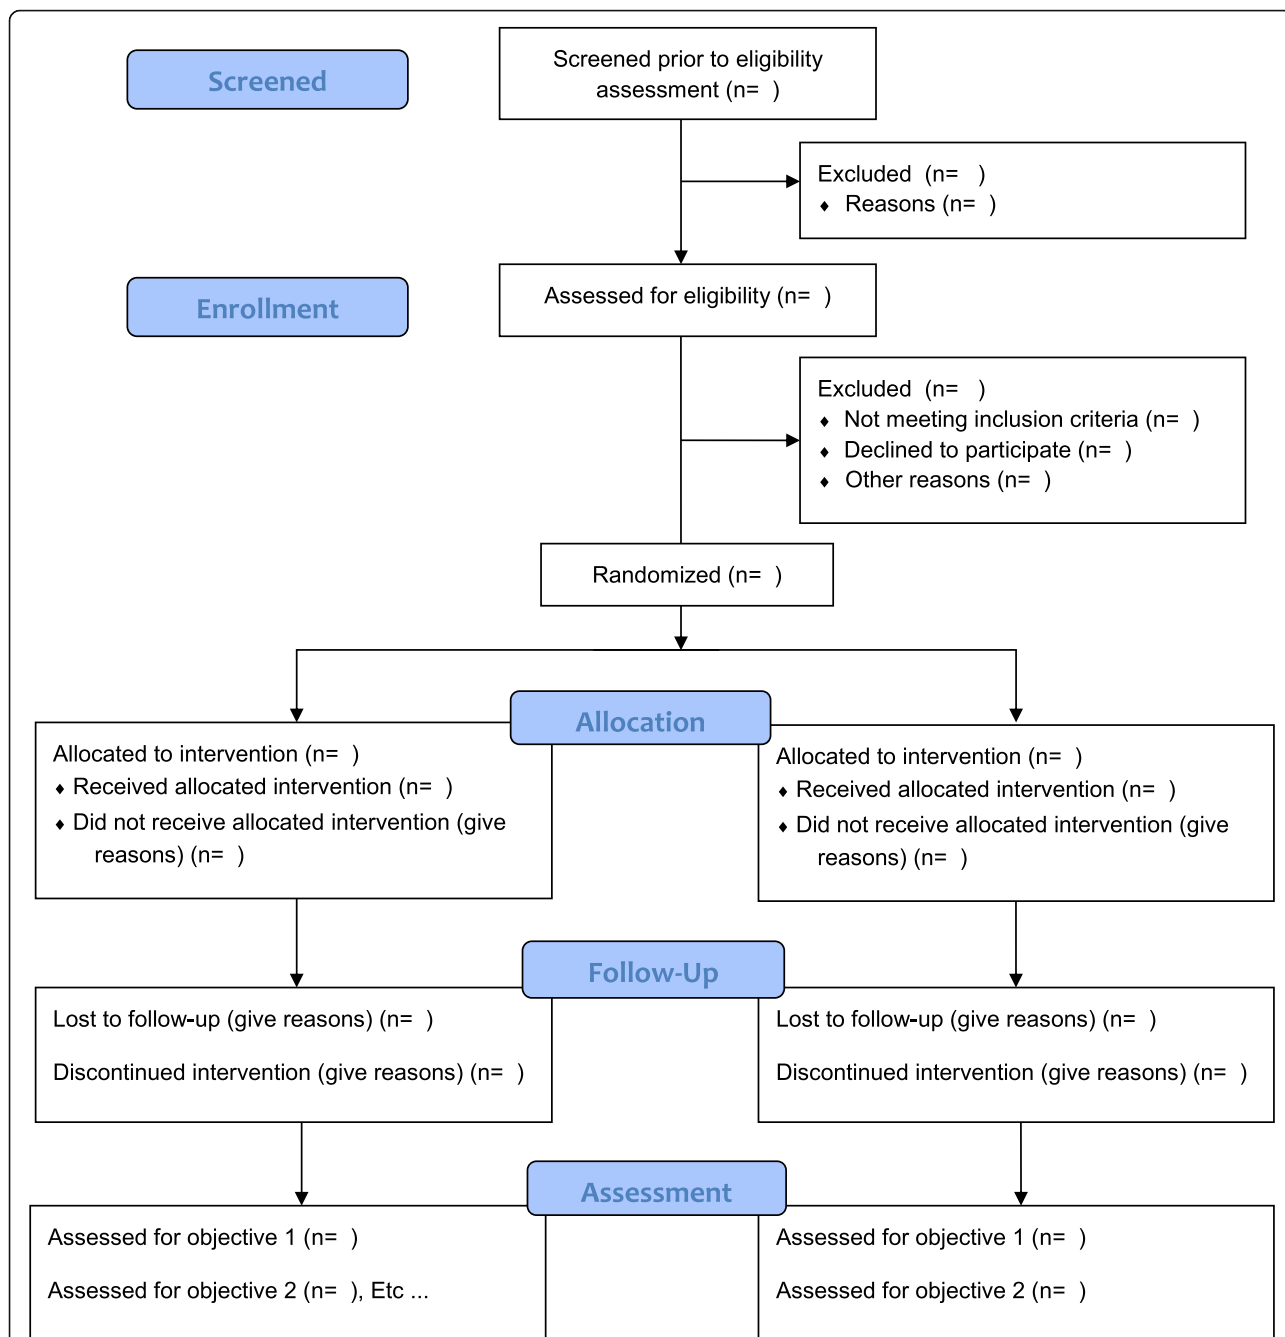 Screened
Screened prior to eligibility
assessment (n=  )
Excluded  (n=   )
♦ Reasons (n=  )
Enrollment
Assessed for eligibility (n=  )
Excluded  (n=   )
♦ Not meeting inclusion criteria (n=  )
♦ Declined to participate (n=  )
♦ Other reasons (n=  )
Randomized (n=  )
Allocation
Allocated to intervention (n=  )
♦ Received allocated intervention (n=  )
♦ Did not receive allocated intervention (give
reasons) (n=  )
Allocated to intervention (n=  )
♦ Received allocated intervention (n=  )
♦ Did not receive allocated intervention (give
reasons) (n=  )
Follow-Up
Lost to follow-up (give reasons) (n=  )
Discontinued intervention (give reasons) (n=  )
Lost to follow-up (give reasons) (n=  )
Discontinued intervention (give reasons) (n=  )
Assessment
Assessed for objective 1 (n=  )
Assessed for objective 2 (n=  ), Etc ...
Assessed for objective 1 (n=  )
Assessed for objective 2 (n=  )